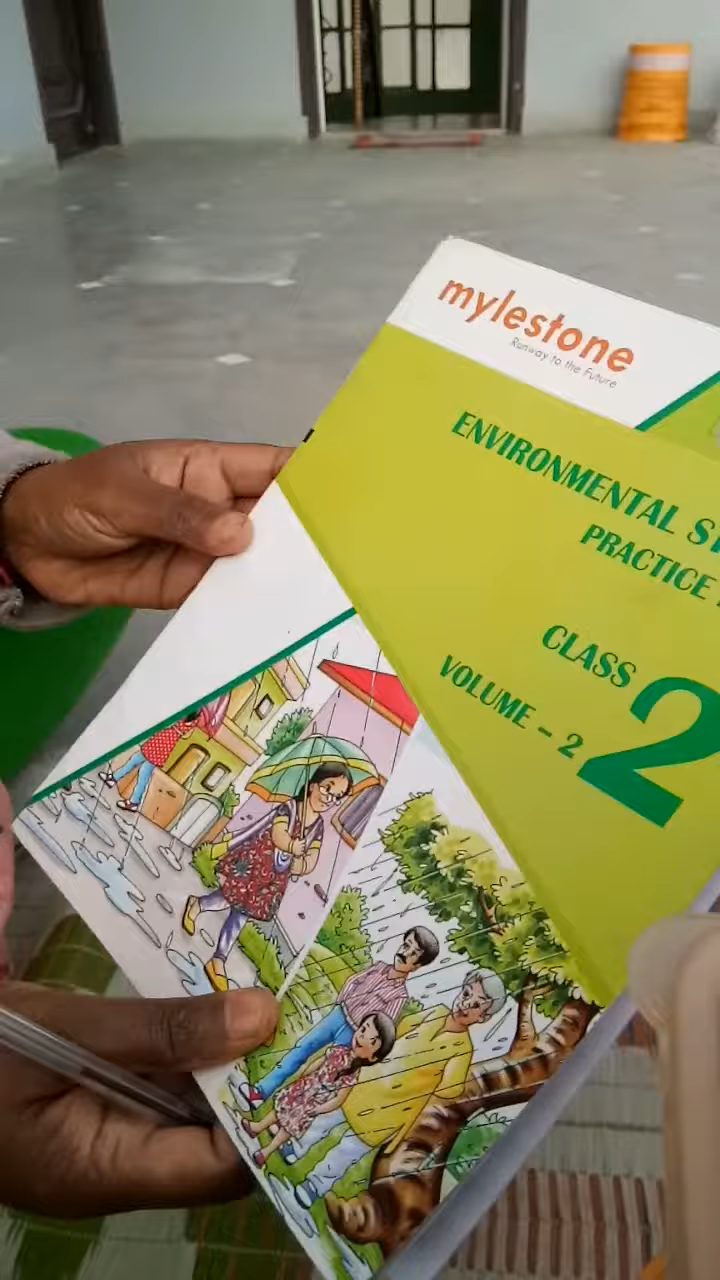 mylestone
Runway to the Future
ENVIRONMENTAL
PRACTICE
CLASS 2
VOLUME – 2